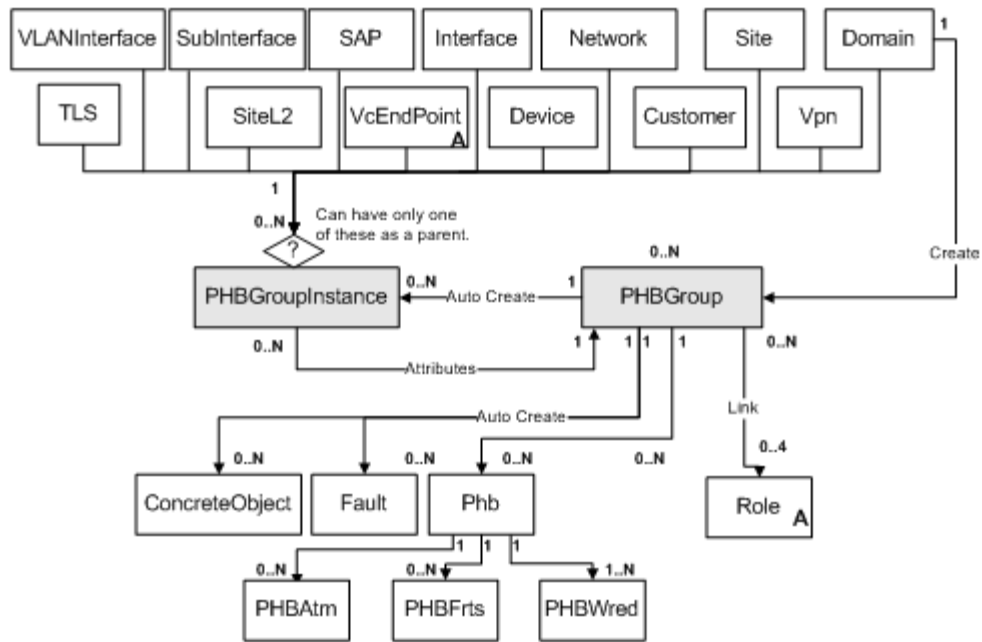 VLANInterface
SubInterface
SAP
Interface
Network
Site
Domain
1
TLS
SiteL2
VcEndPoint
A
Device
Customer
Vpn
1
0..N
Can have only one
of these as a parent.
?
0..N
Create
PHBGroupInstance
0..N
Auto Create
1
PHBGroup
0..N
Attributes
1
1
1
1
0..N
Auto Create
Link
0..N
0..N
0..N
0..N
0..4
ConcreteObject
Fault
Phb
Role
A
1
1
1
0..N
0..N
1..N
PHBAtm
PHBFrts
PHBWred